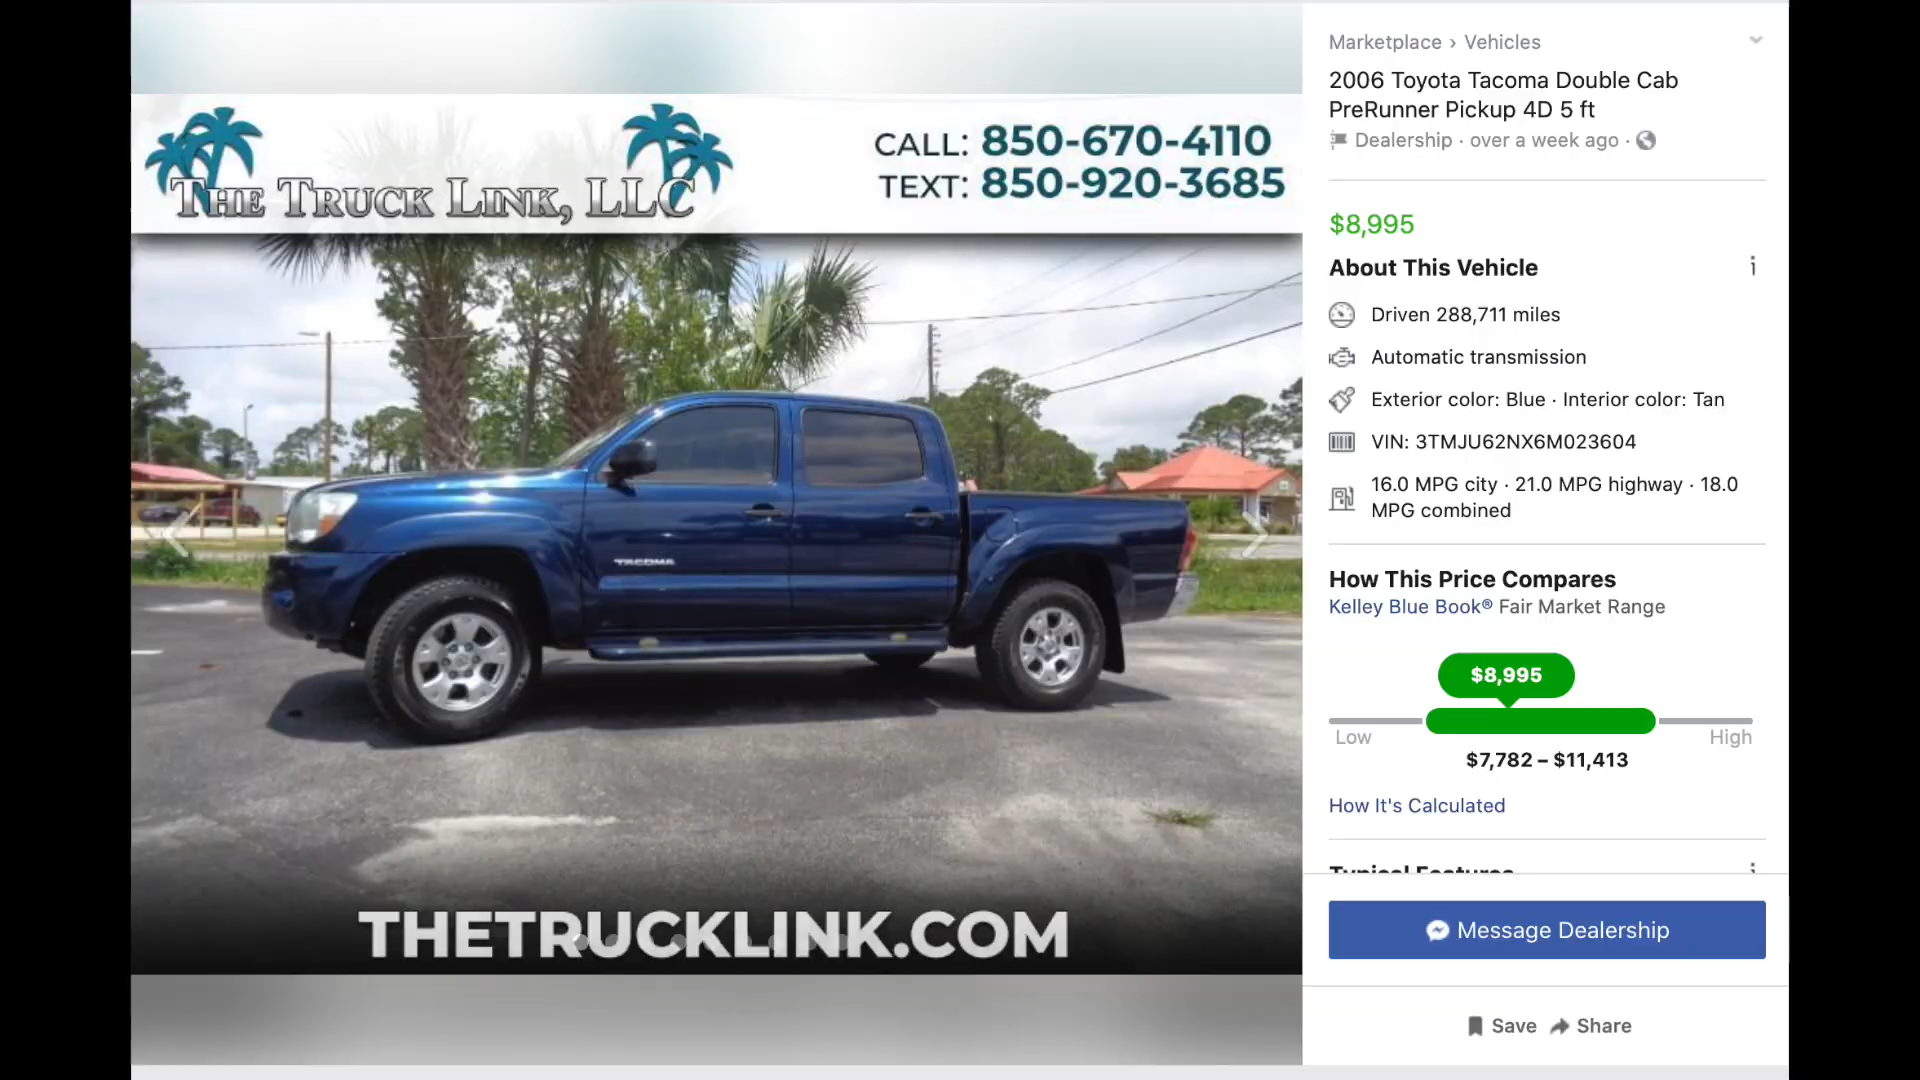 THE TRUCK LINK, LLC
CALL: 850-670-4110
TEXT: 850-920-3685
TACOMA
THETRUCKLINK.COM
Marketplace › Vehicles
2006 Toyota Tacoma Double Cab
PreRunner Pickup 4D 5 ft
Dealership · over a week ago ·
$8,995
About This Vehicle
i
Driven 288,711 miles
Automatic transmission
Exterior color: Blue · Interior color: Tan
VIN: 3TMJU62NX6M023604
16.0 MPG city · 21.0 MPG highway · 18.0
MPG combined
How This Price Compares
Kelley Blue Book® Fair Market Range
$8,995
Low
High
$7,782 – $11,413
How It's Calculated
Typical Features
i
Message Dealership
Save
Share